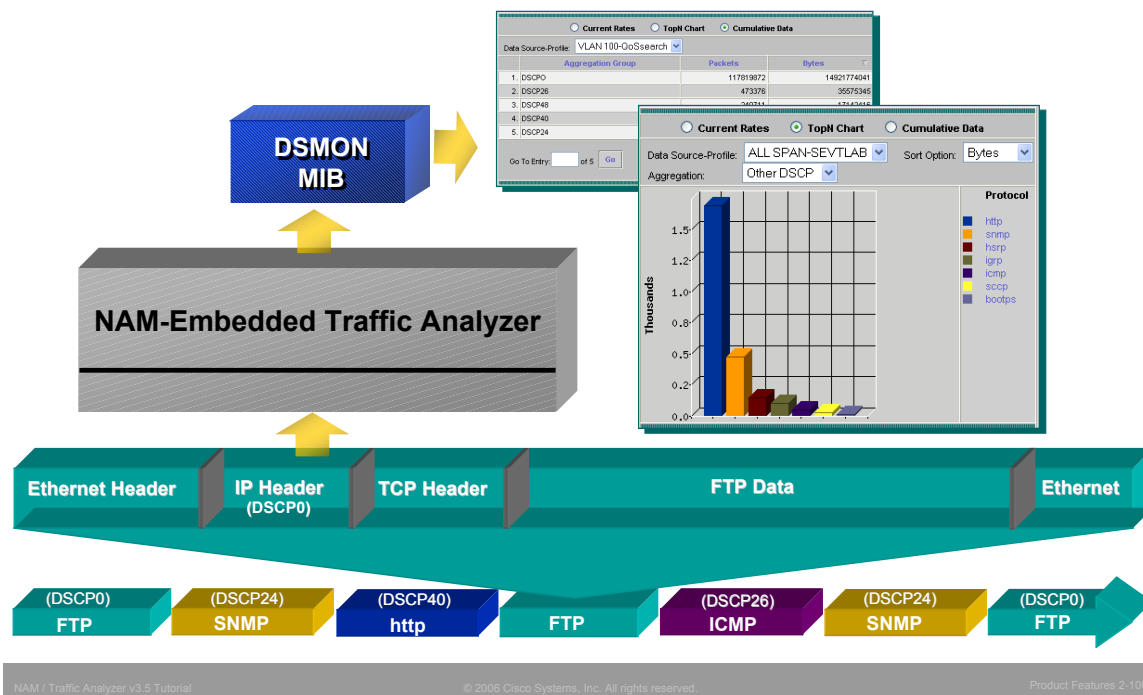 Current Rates TopN Chart Cumulative Data
Data Source-Profile: VLAN 100-QoSsearch
Aggregation Group Packets Bytes
1. DSCP0 117819872 14921774041
2. DSCP26 473376 35575345
3. DSCP48
4. DSCP40
5. DSCP24
Go To Entry: of 5 Go
Current Rates TopN Chart Cumulative Data
Data Source-Profile: ALL SPAN-SEVTLAB Sort Option: Bytes
Aggregation: Other DSCP
Protocol
http
snmp
hsrp
igrp
icmp
sccp
bootps
Thousands
1.5
1.2
1.0
0.8
0.5
0.2
0.0
DSMON
MIB
NAM-Embedded Traffic Analyzer
Ethernet Header
IP Header
(DSCP0)
TCP Header
FTP Data
Ethernet
(DSCP0)
FTP
(DSCP24)
SNMP
(DSCP40)
http
FTP
(DSCP26)
ICMP
(DSCP24)
SNMP
(DSCP0)
FTP
NAM / Traffic Analyzer v3.5 Tutorial
© 2006 Cisco Systems, Inc. All rights reserved.
Product Features 2-10